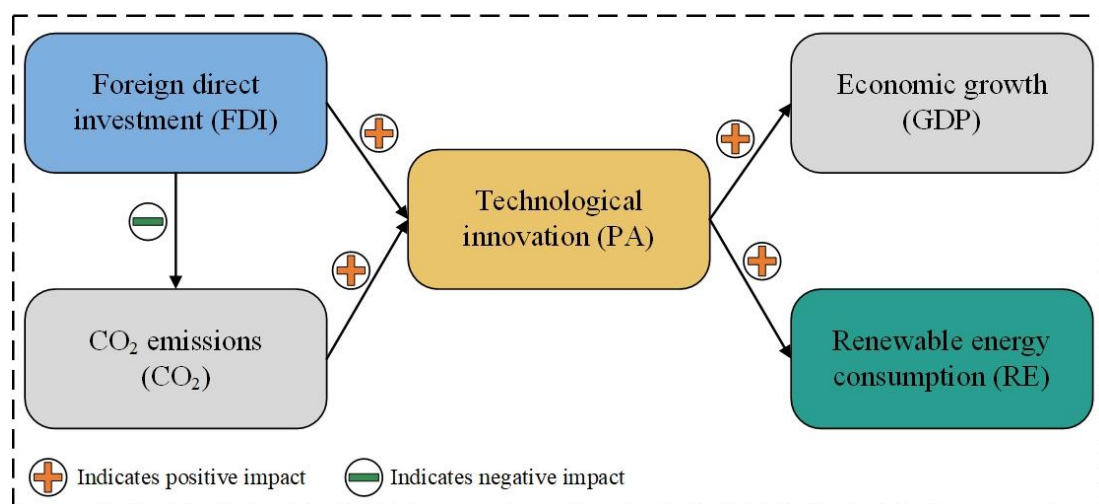 Foreign direct
investment (FDI)
Economic growth
(GDP)
Technological
innovation (PA)
CO₂ emissions
(CO₂)
Renewable energy
consumption (RE)
Indicates positive impact
Indicates negative impact